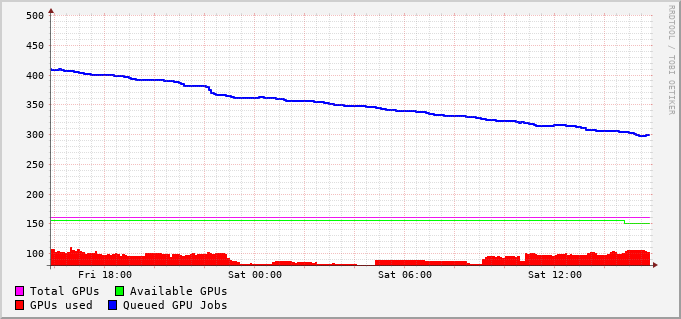 500
450
400
350
300
250
200
150
100
Fri 18:00 Sat 00:00 Sat 06:00 Sat 12:00
Total GPUs Available GPUs
GPUs used Queued GPU Jobs
RRDTOOL / TOBI OETIKER